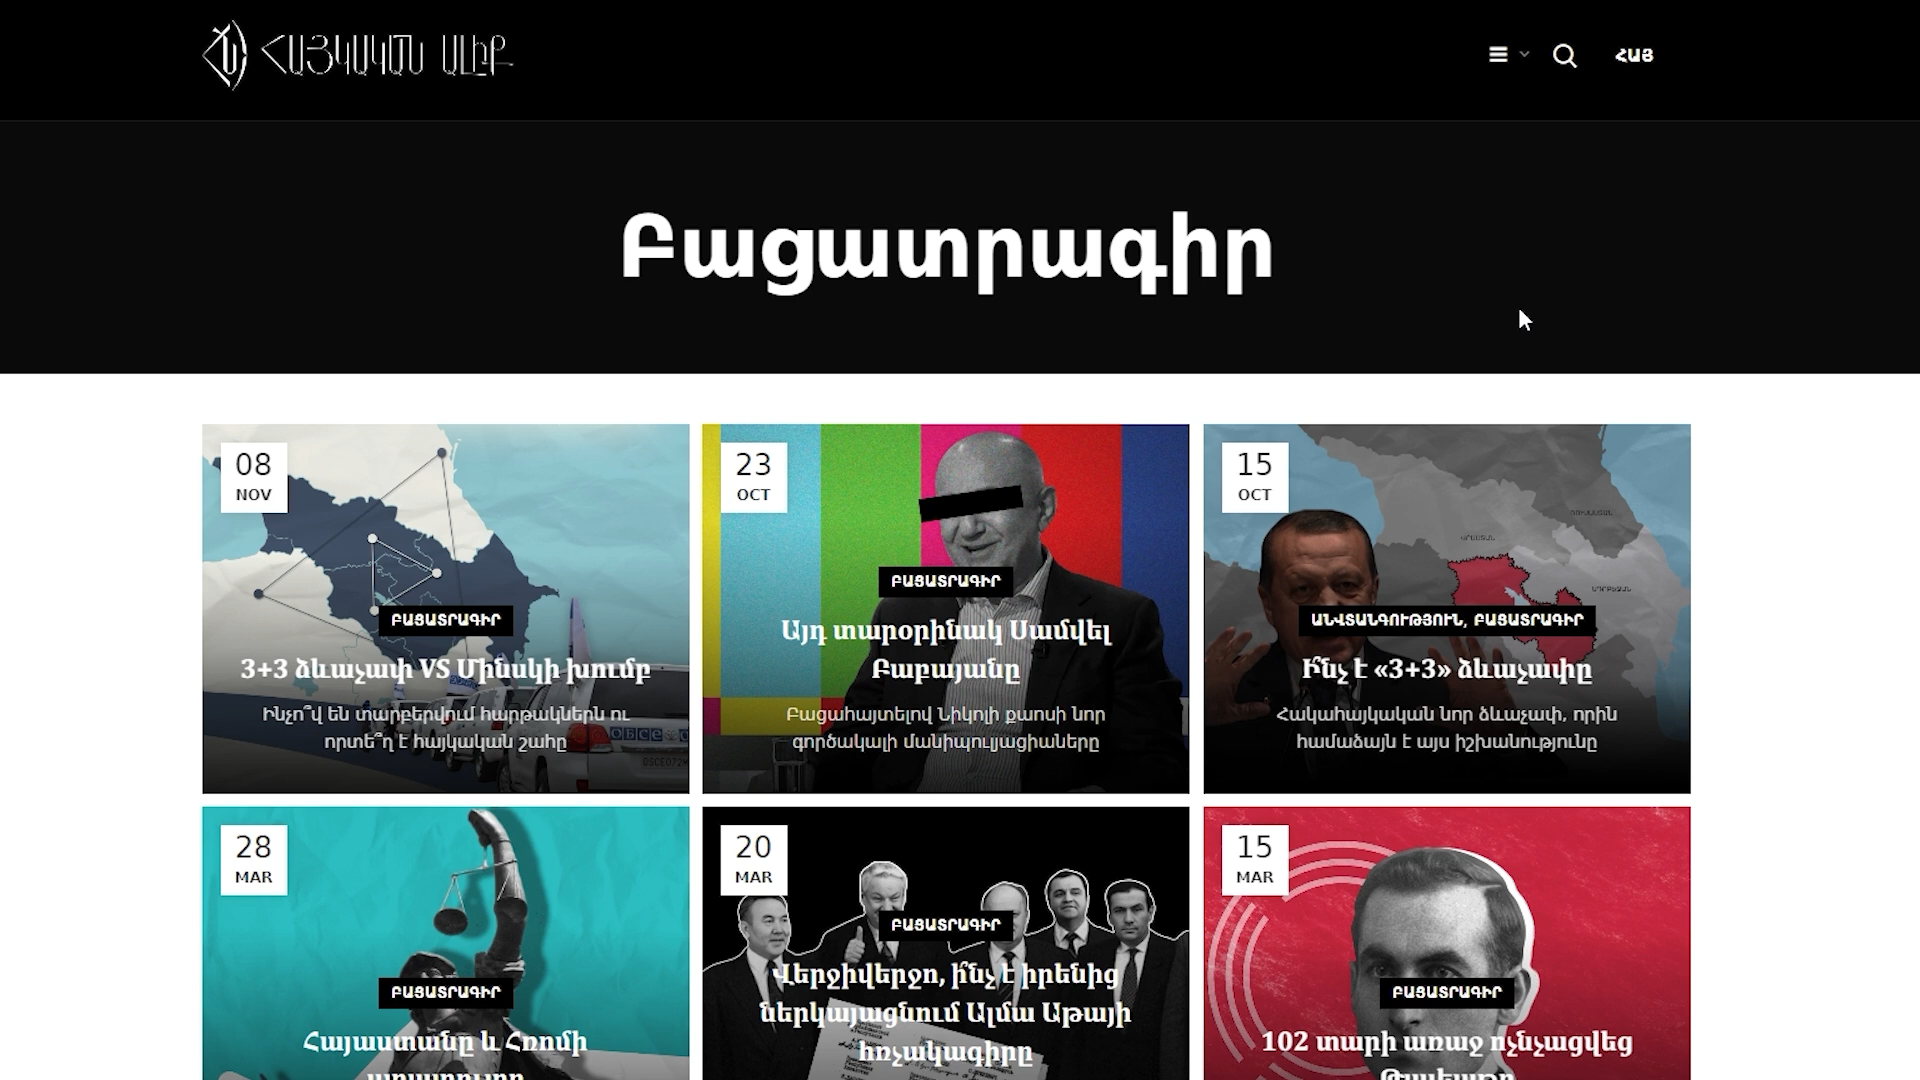 ՀԱՅԿԱԿԱՆ ԱԼԻՔ
ՀԱՅ
Բացատրագիր
08
NOV
ԲԱՑԱՏՐԱԳԻՐ
3+3 ձևաչափ VS Մինսկի խումբ
Ինչո՞վ են տարբերվում հարթակներն ու
որտե՞ղ է հայկական շահը
23
OCT
ԲԱՑԱՏՐԱԳԻՐ
Այդ տարօրինակ Սամվել
Բաբայանը
Բացահայտելով Նիկոլի քաոսի նոր
գործակալի մանիպուլյացիաները
15
OCT
ԱՆՎՏԱՆԳՈՒԹՅՈՒՆ, ԲԱՑԱՏՐԱԳԻՐ
Ի՞նչ է «3+3» ձևաչափը
Հակահայկական նոր ձևաչափ, որին
համաձայն է այս իշխանությունը
28
MAR
ԲԱՑԱՏՐԱԳԻՐ
Հայաստանը և Հռոմի
20
MAR
ԲԱՑԱՏՐԱԳԻՐ
Վերջիվերջո, ի՞նչ է իրենից
ներկայացնում Ալմա Աթայի
հռչակագիրը
15
MAR
ԲԱՑԱՏՐԱԳԻՐ
102 տարի առաջ ոչնչացվեց